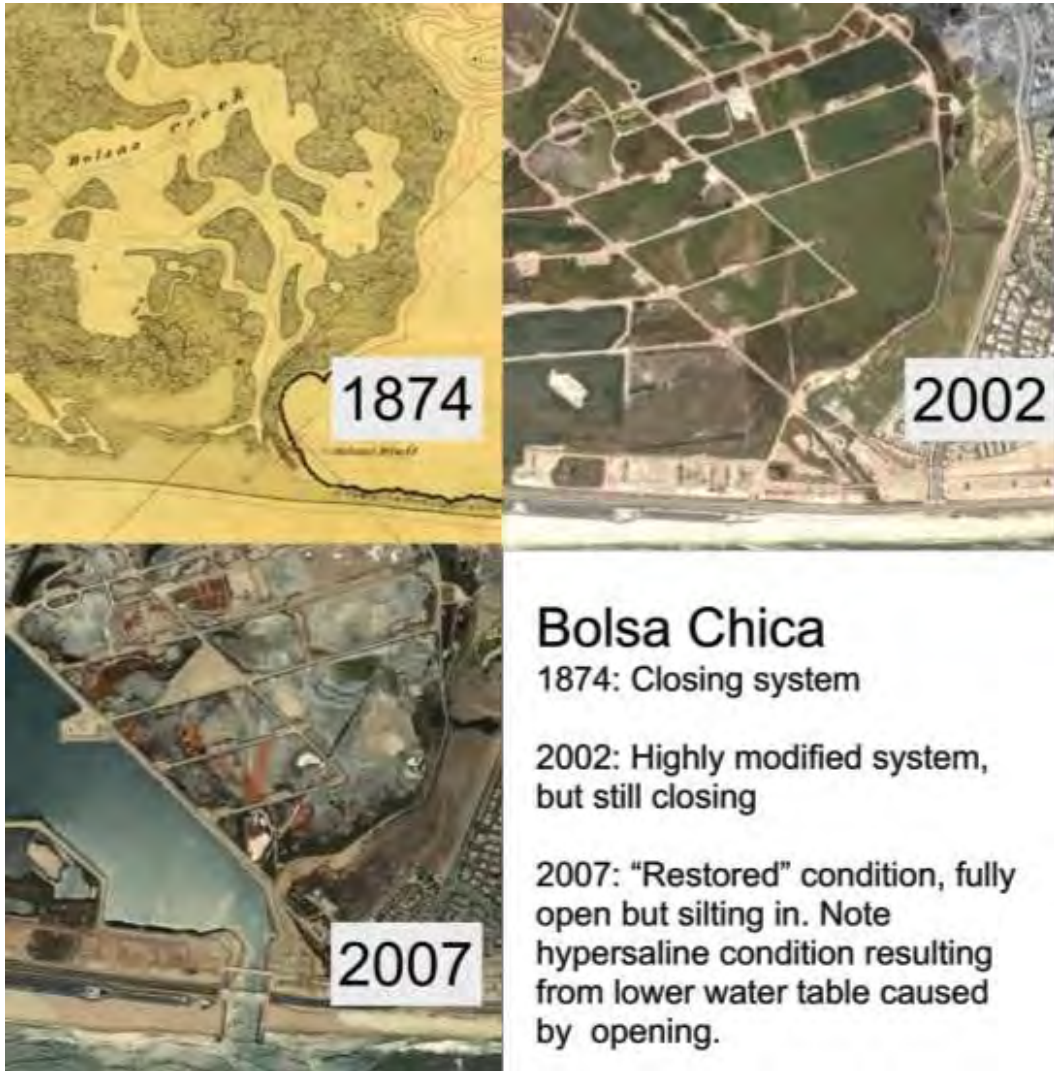 Bolsas Creek
1874
2002
2007
Bolsa Chica
1874: Closing system
2002: Highly modified system,
but still closing
2007: “Restored” condition, fully
open but silting in. Note
hypersaline condition resulting
from lower water table caused
by opening.